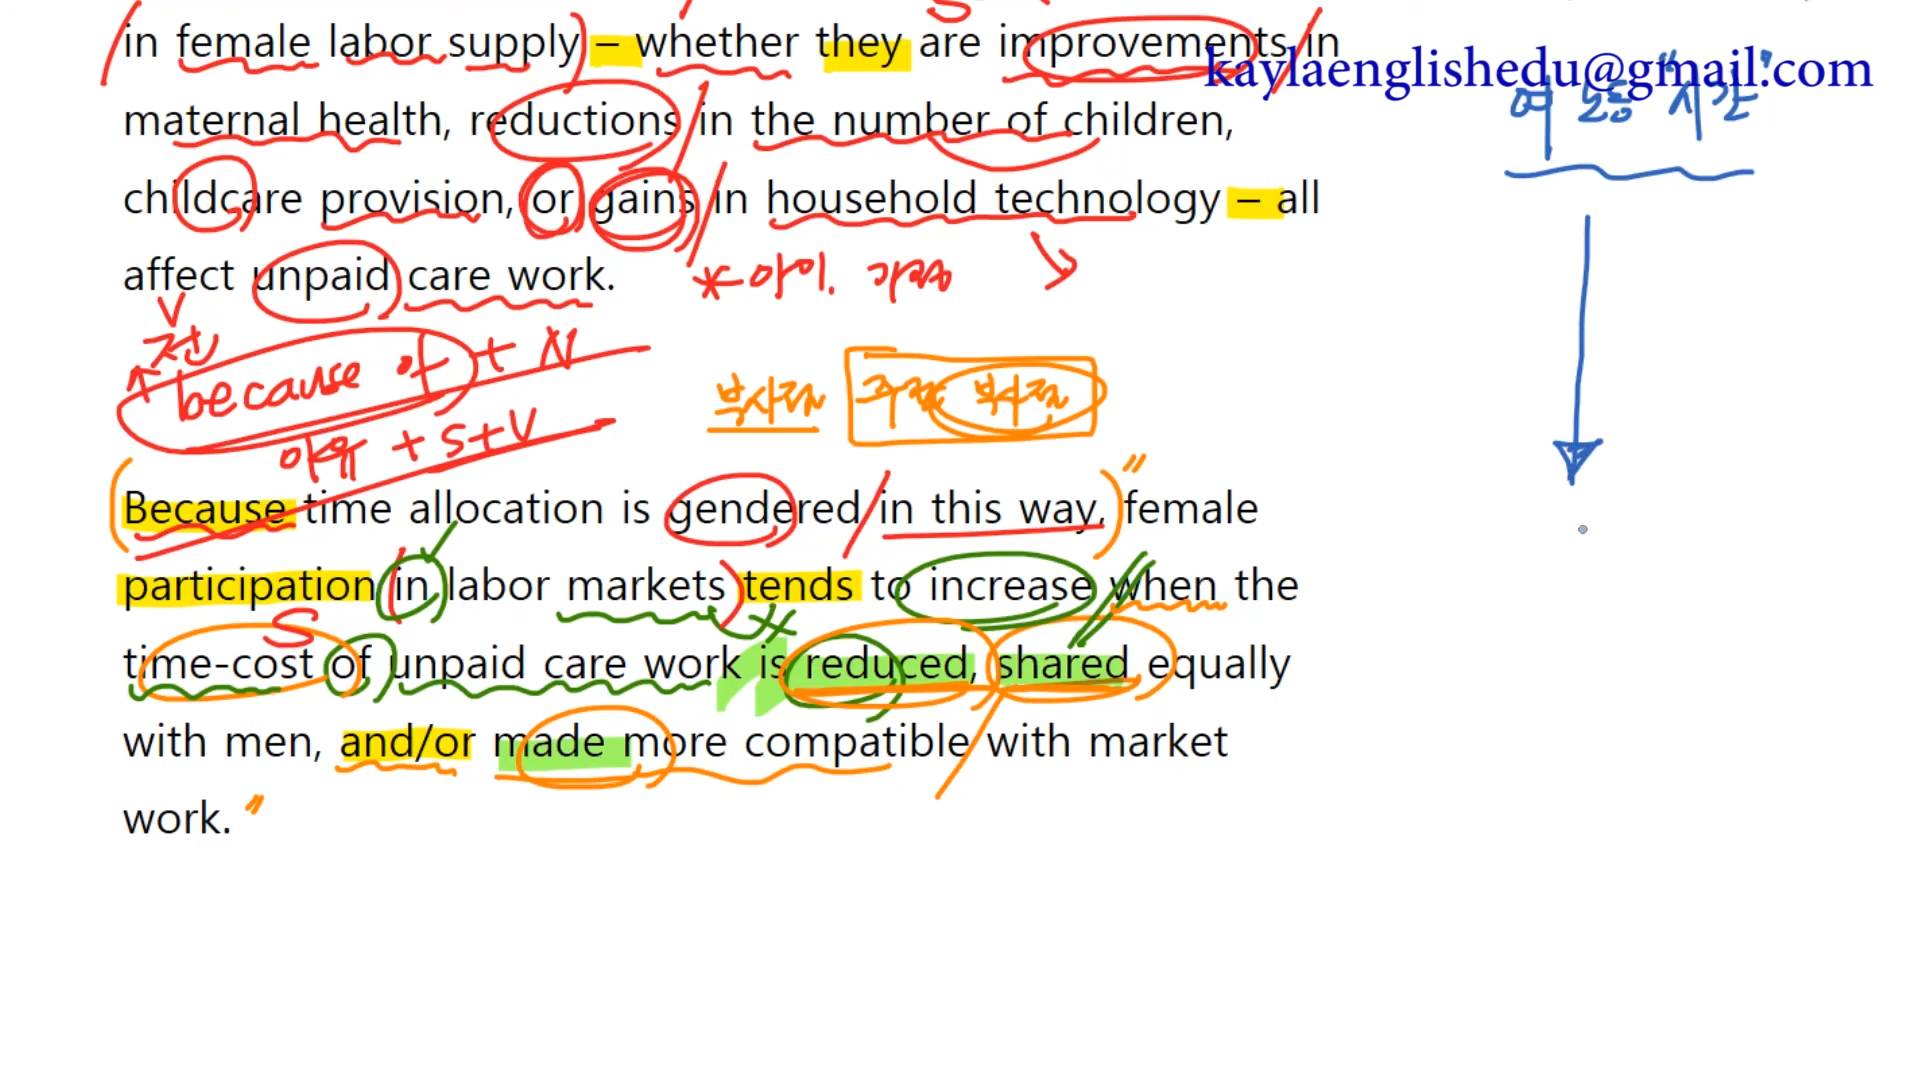 in female labor supply – whether they are improvements in
kaylaenglishedu@gmail.com
maternal health, reductions in the number of children,
여 노동 "시간"
childcare provision, or gains in household technology – all
affect unpaid care work.
* 아이. 가정
V
전
because of + N
부사절 주절 부사절
+ S + V
Because time allocation is gendered in this way, female
participation in labor markets tends to increase when the
S
time-cost of unpaid care work is reduced, shared equally
with men, and/or made more compatible with market
work. "